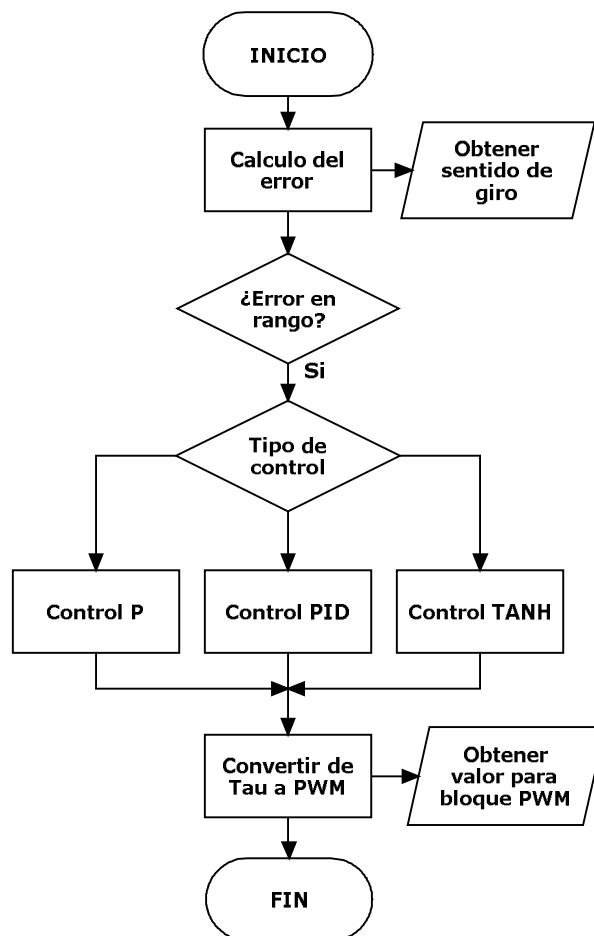 INICIO
Calculo del
error
Obtener
sentido de
giro
¿Error en
rango?
Si
Tipo de
control
Control P
Control PID
Control TANH
Convertir de
Tau a PWM
Obtener
valor para
bloque PWM
FIN